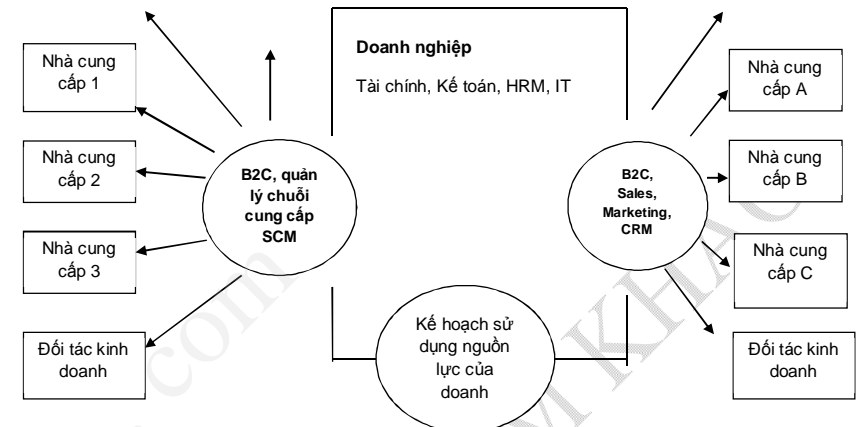 Doanh nghiệp
Tài chính, Kế toán, HRM, IT
Nhà cung
cấp 1
Nhà cung
cấp 2
Nhà cung
cấp 3
Đối tác kinh
doanh
B2C, quản
lý chuỗi
cung cấp
SCM
Kế hoạch sử
dụng nguồn
lực của
doanh
B2C,
Sales,
Marketing,
CRM
Nhà cung
cấp A
Nhà cung
cấp B
Nhà cung
cấp C
Đối tác kinh
doanh
com